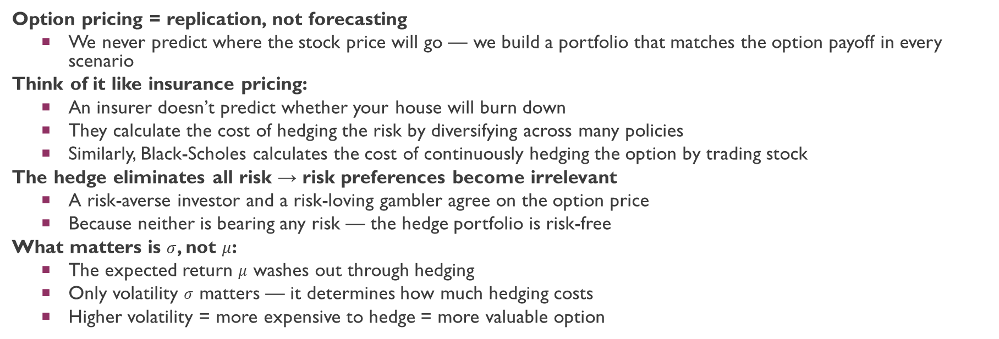 Option pricing = replication, not forecasting
▪ We never predict where the stock price will go — we build a portfolio that matches the option payoff in every
scenario
Think of it like insurance pricing:
▪ An insurer doesn’t predict whether your house will burn down
▪ They calculate the cost of hedging the risk by diversifying across many policies
▪ Similarly, Black-Scholes calculates the cost of continuously hedging the option by trading stock
The hedge eliminates all risk → risk preferences become irrelevant
▪ A risk-averse investor and a risk-loving gambler agree on the option price
▪ Because neither is bearing any risk — the hedge portfolio is risk-free
What matters is σ, not μ:
▪ The expected return μ washes out through hedging
▪ Only volatility σ matters — it determines how much hedging costs
▪ Higher volatility = more expensive to hedge = more valuable option